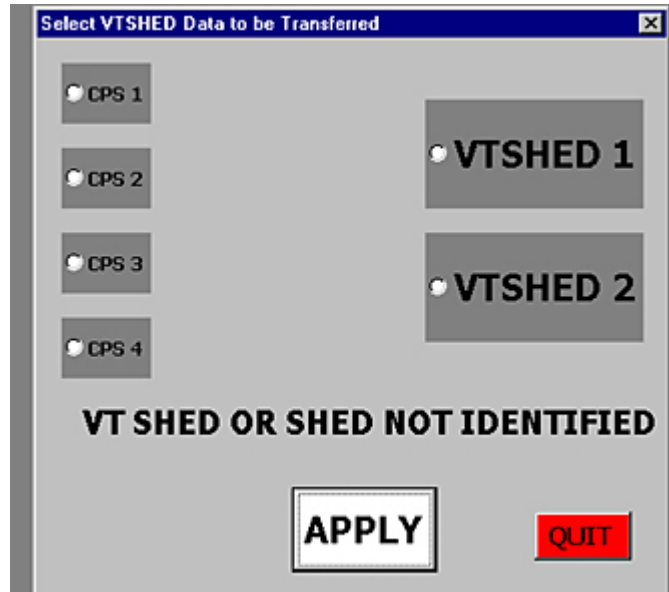 Select VTSHED Data to be Transferred
CPS 1
CPS 2
CPS 3
CPS 4
VTSHED 1
VTSHED 2
VT SHED OR SHED NOT IDENTIFIED
APPLY
QUIT